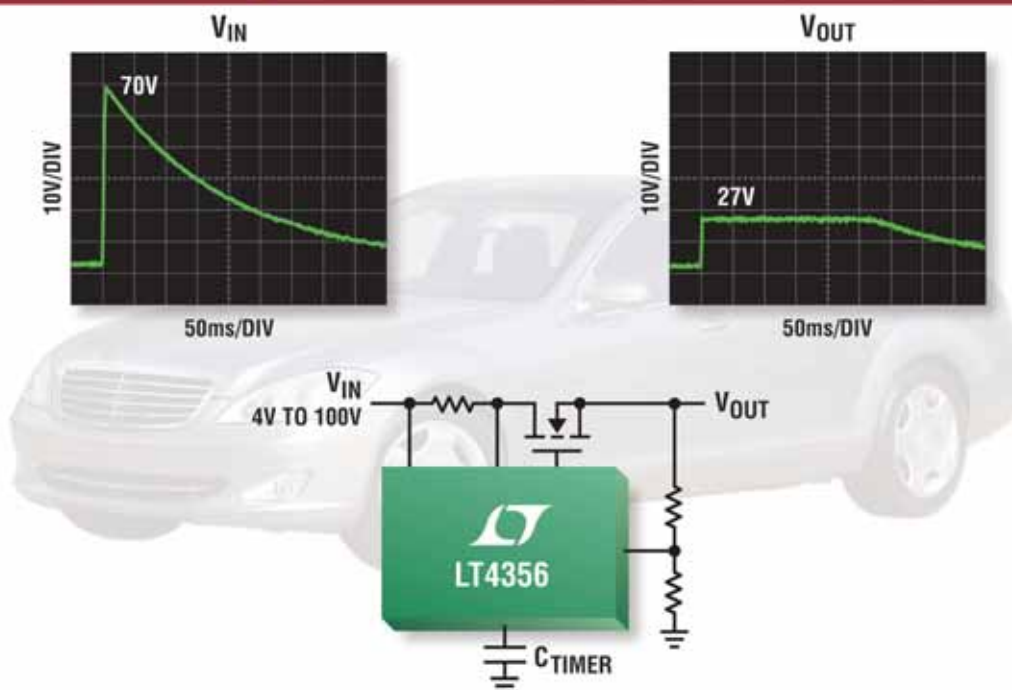 VIN
VOUT
70V
27V
10V/DIV
10V/DIV
50ms/DIV
50ms/DIV
VIN
4V TO 100V
VOUT
LT4356
CTIMER